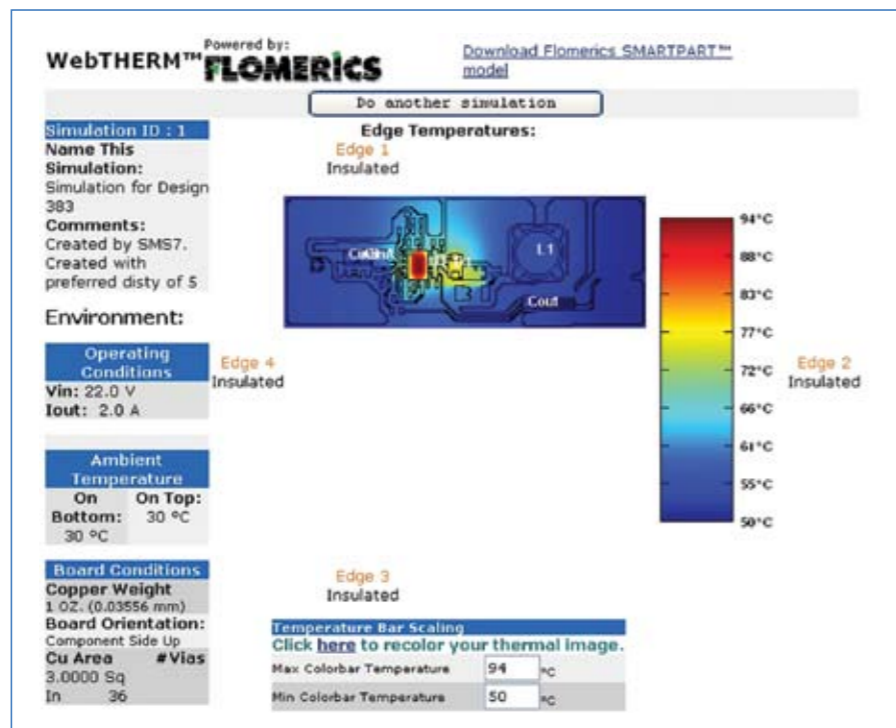 WebTHERM™
Powered by:
FLOMERICS
Download Flomerics SMARTPART™
model
Do another simulation
Simulation ID : 1
Name This
Simulation:
Simulation for Design
383
Comments:
Created by SMS7.
Created with
preferred disty of 5
Environment:
Operating
Conditions
Vin: 22.0 V
Iout: 2.0 A
Ambient
Temperature
On
Bottom:
30 ºC
On Top:
30 ºC
Board Conditions
Copper Weight
1 OZ. (0.03556 mm)
Board Orientation:
Component Side Up
Cu Area #Vias
3.0000 Sq
In 36
Edge Temperatures:
Edge 1
Insulated
L1
Cout
94°C
88°C
83°C
77°C
72°C
66°C
61°C
55°C
50°C
Edge 4
Insulated
Edge 2
Insulated
Edge 3
Insulated
Temperature Bar Scaling
Click here to recolor your thermal image.
Max Colorbar Temperature 94 ºC
Min Colorbar Temperature 50 ºC